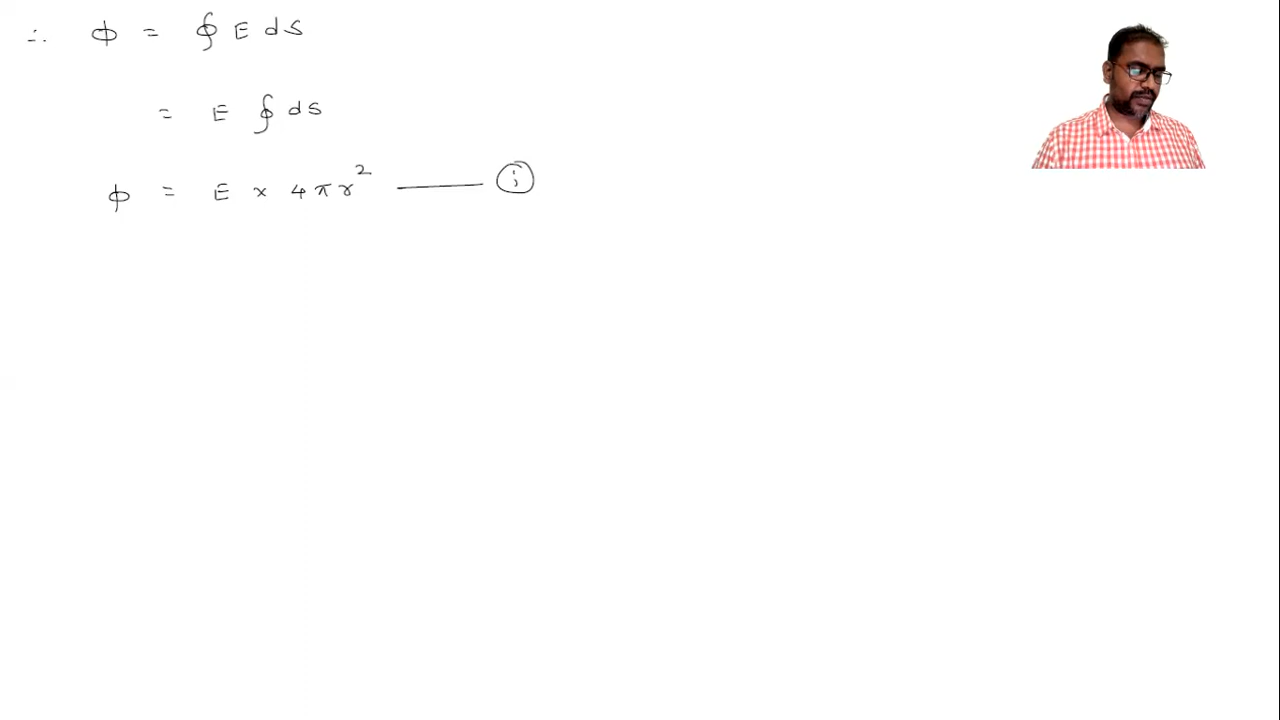 ∴ ϕ = ∮ E ds
= E ∮ ds
ϕ = E × 4πr² —— (i)